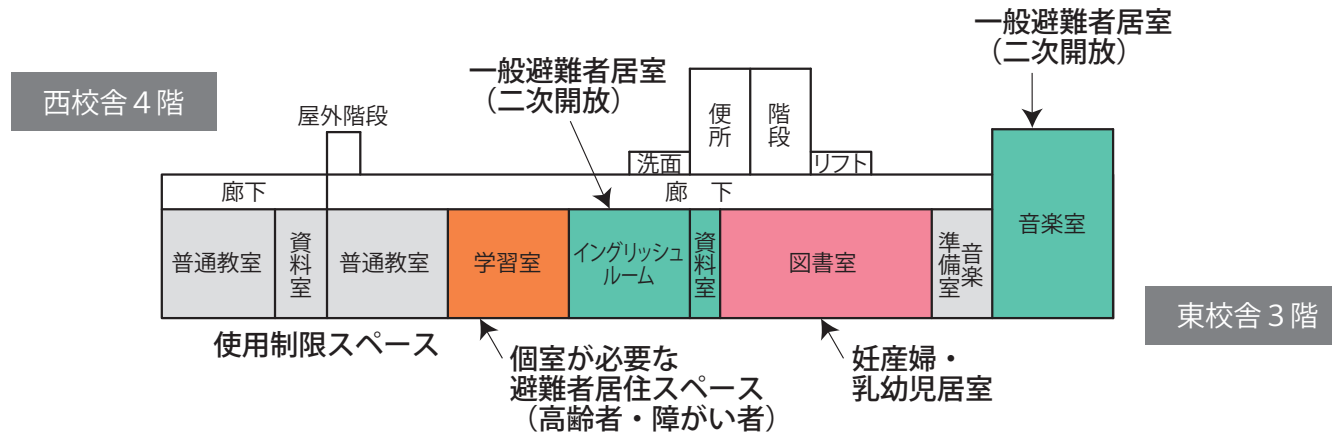 一般避難者居室
（二次開放）
西校舎４階
一般避難者居室
（二次開放）
屋外階段
便所
階段
洗面
リフト
廊下
廊　下
普通教室
資料室
普通教室
学習室
イングリッシュ
ルーム
資料室
図書室
音楽
準備室
音楽室
東校舎３階
使用制限スペース
個室が必要な
避難者居住スペース
（高齢者・障がい者）
妊産婦・
乳幼児居室